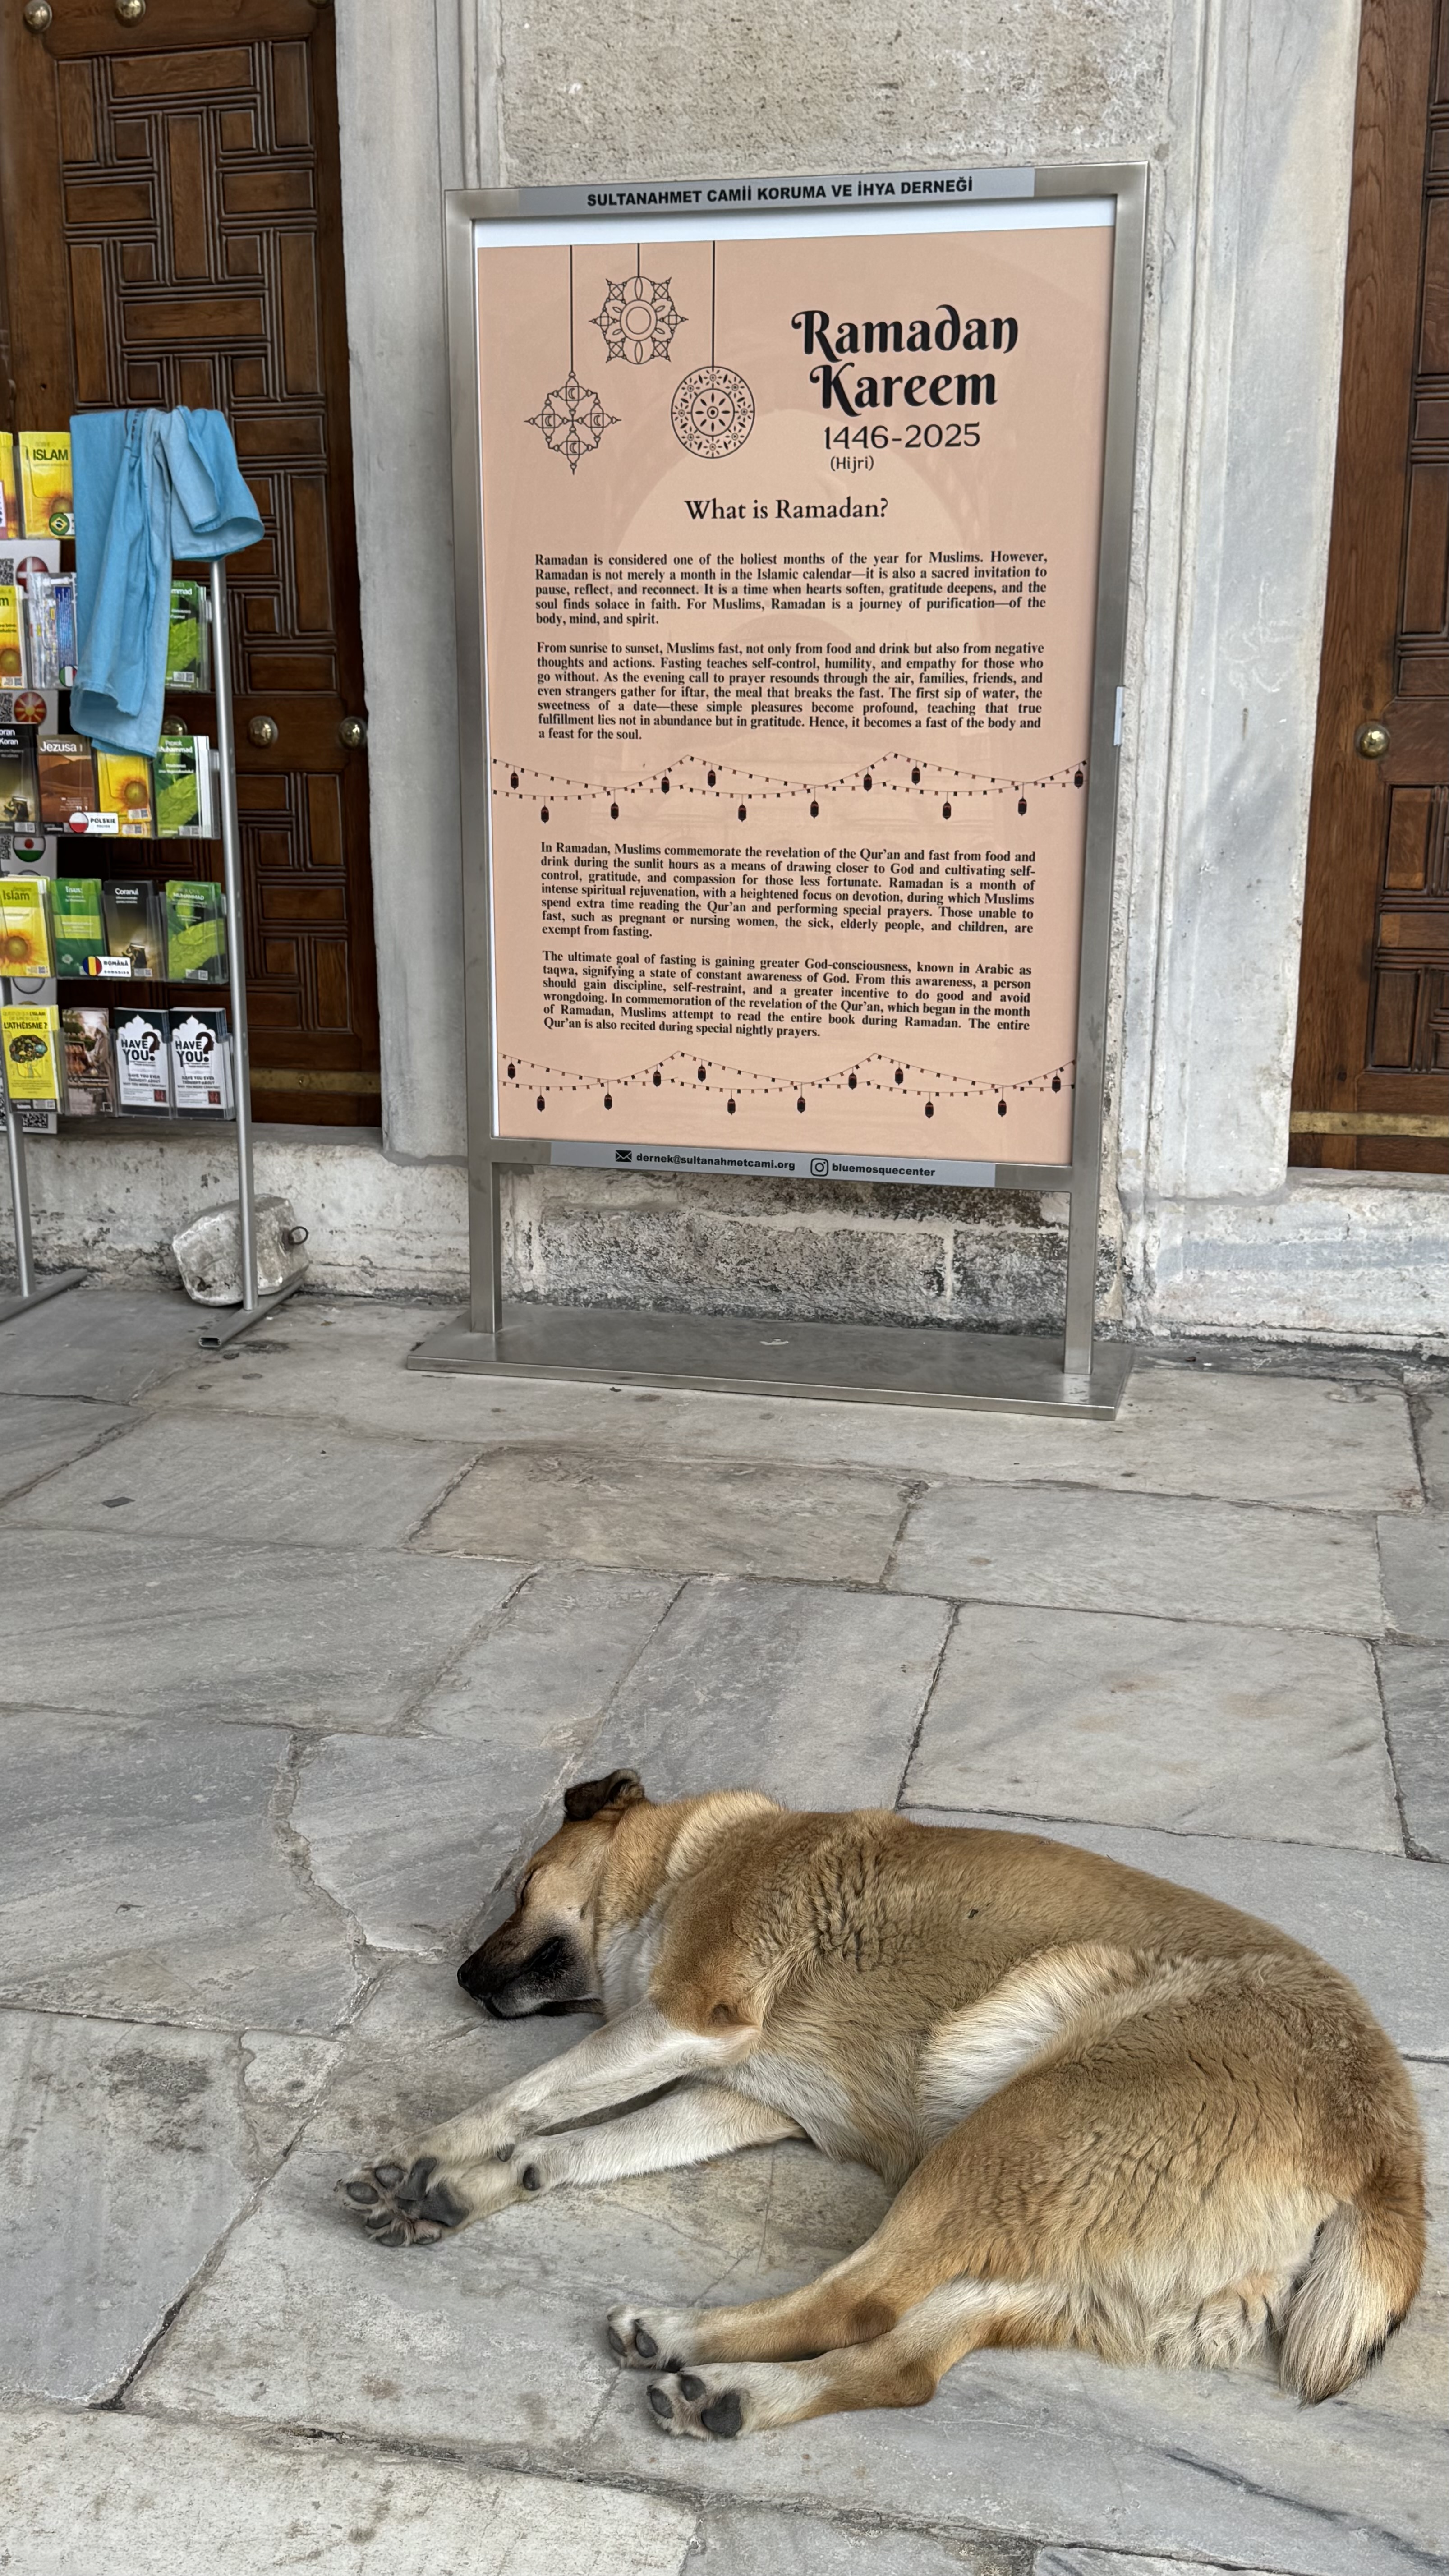 SULTANAHMET CAMİİ KORUMA VE İHYA DERNEĞİ
Ramadan
Kareem
1446-2025
(Hijri)
What is Ramadan?
Ramadan is considered one of the holiest months of the year for Muslims. However,
Ramadan is not merely a month in the Islamic calendar—it is also a sacred invitation to
pause, reflect, and reconnect. It is a time when hearts soften, gratitude deepens, and the
soul finds solace in faith. For Muslims, Ramadan is a journey of purification—of the
body, mind, and spirit.
From sunrise to sunset, Muslims fast, not only from food and drink but also from negative
thoughts and actions. Fasting teaches self-control, humility, and empathy for those who
go without. As the evening call to prayer resounds through the air, families, friends, and
even strangers gather for iftar, the meal that breaks the fast. The first sip of water, the
sweetness of a date—these simple pleasures become profound, teaching that true
fulfillment lies not in abundance but in gratitude. Hence, it becomes a fast of the body and
a feast for the soul.
In Ramadan, Muslims commemorate the revelation of the Qur'an and fast from food and
drink during the sunlit hours as a means of drawing closer to God and cultivating self-
control, gratitude, and compassion for those less fortunate. Ramadan is a month of
intense spiritual rejuvenation, with a heightened focus on devotion, during which Muslims
spend extra time reading the Qur'an and performing special prayers. Those unable to
fast, such as pregnant or nursing women, the sick, elderly people, and children, are
exempt from fasting.
The ultimate goal of fasting is gaining greater God-consciousness, known in Arabic as
taqwa, signifying a state of constant awareness of God. From this awareness, a person
should gain discipline, self-restraint, and a greater incentive to do good and avoid
wrongdoing. In commemoration of the revelation of the Qur'an, which began in the month
of Ramadan, Muslims attempt to read the entire book during Ramadan. The entire
Qur'an is also recited during special nightly prayers.
dernek@sultanahmetcami.org bluemosquecenter
ISLAM
Jezusa
POLSKIE
Islam
Coranul
ROMÂNĂ
L'ATHÉISME ?
HAVE
YOU?
HAVE
YOU?